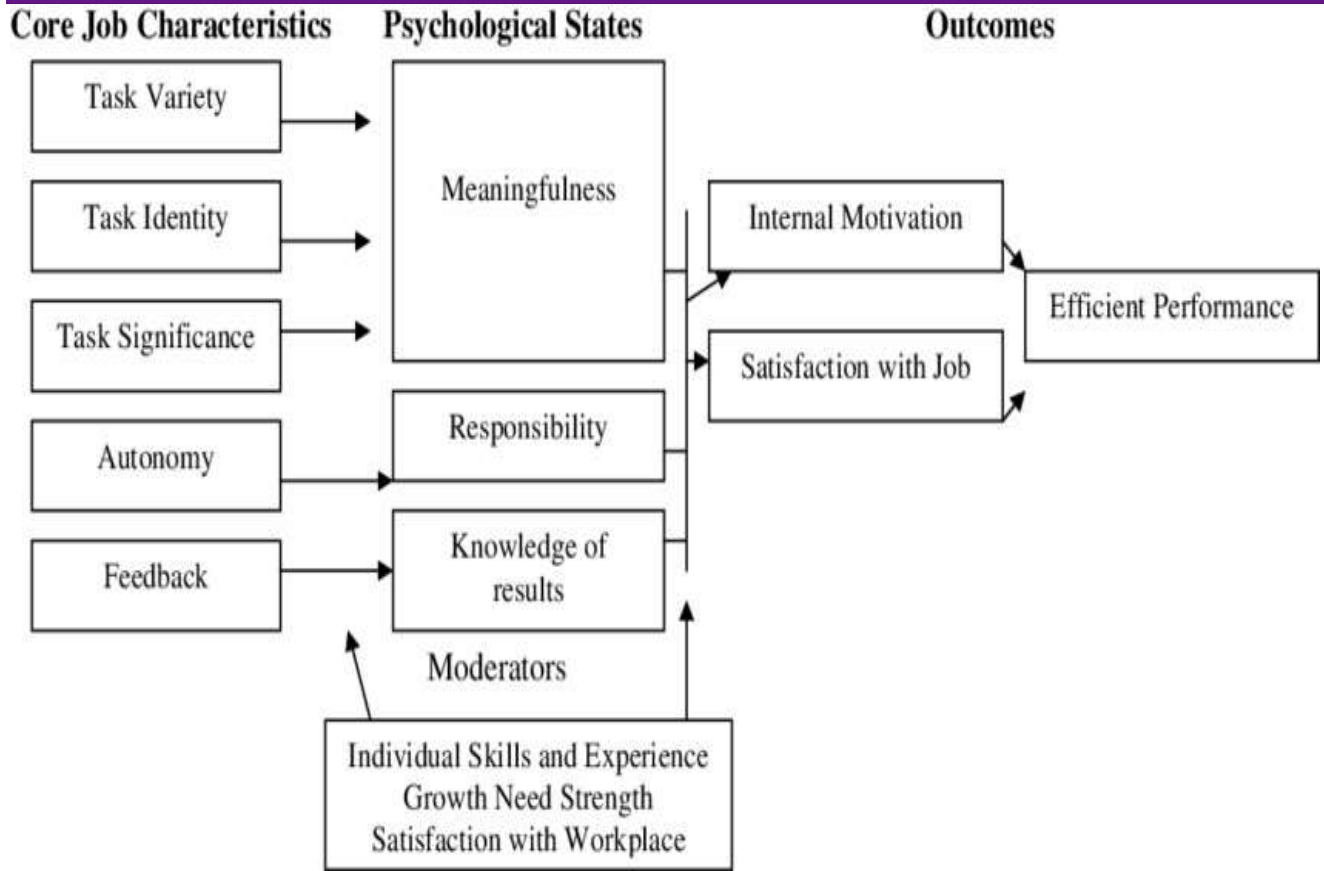 Core Job Characteristics
Psychological States
Outcomes
Task Variety
Task Identity
Task Significance
Autonomy
Feedback
Meaningfulness
Responsibility
Knowledge of
results
Internal Motivation
Satisfaction with Job
Efficient Performance
Moderators
Individual Skills and Experience
Growth Need Strength
Satisfaction with Workplace